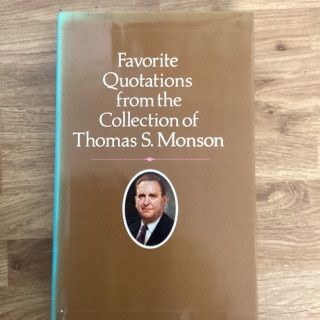 Favorite
Quotations
from the
Collection of
Thomas S. Monson